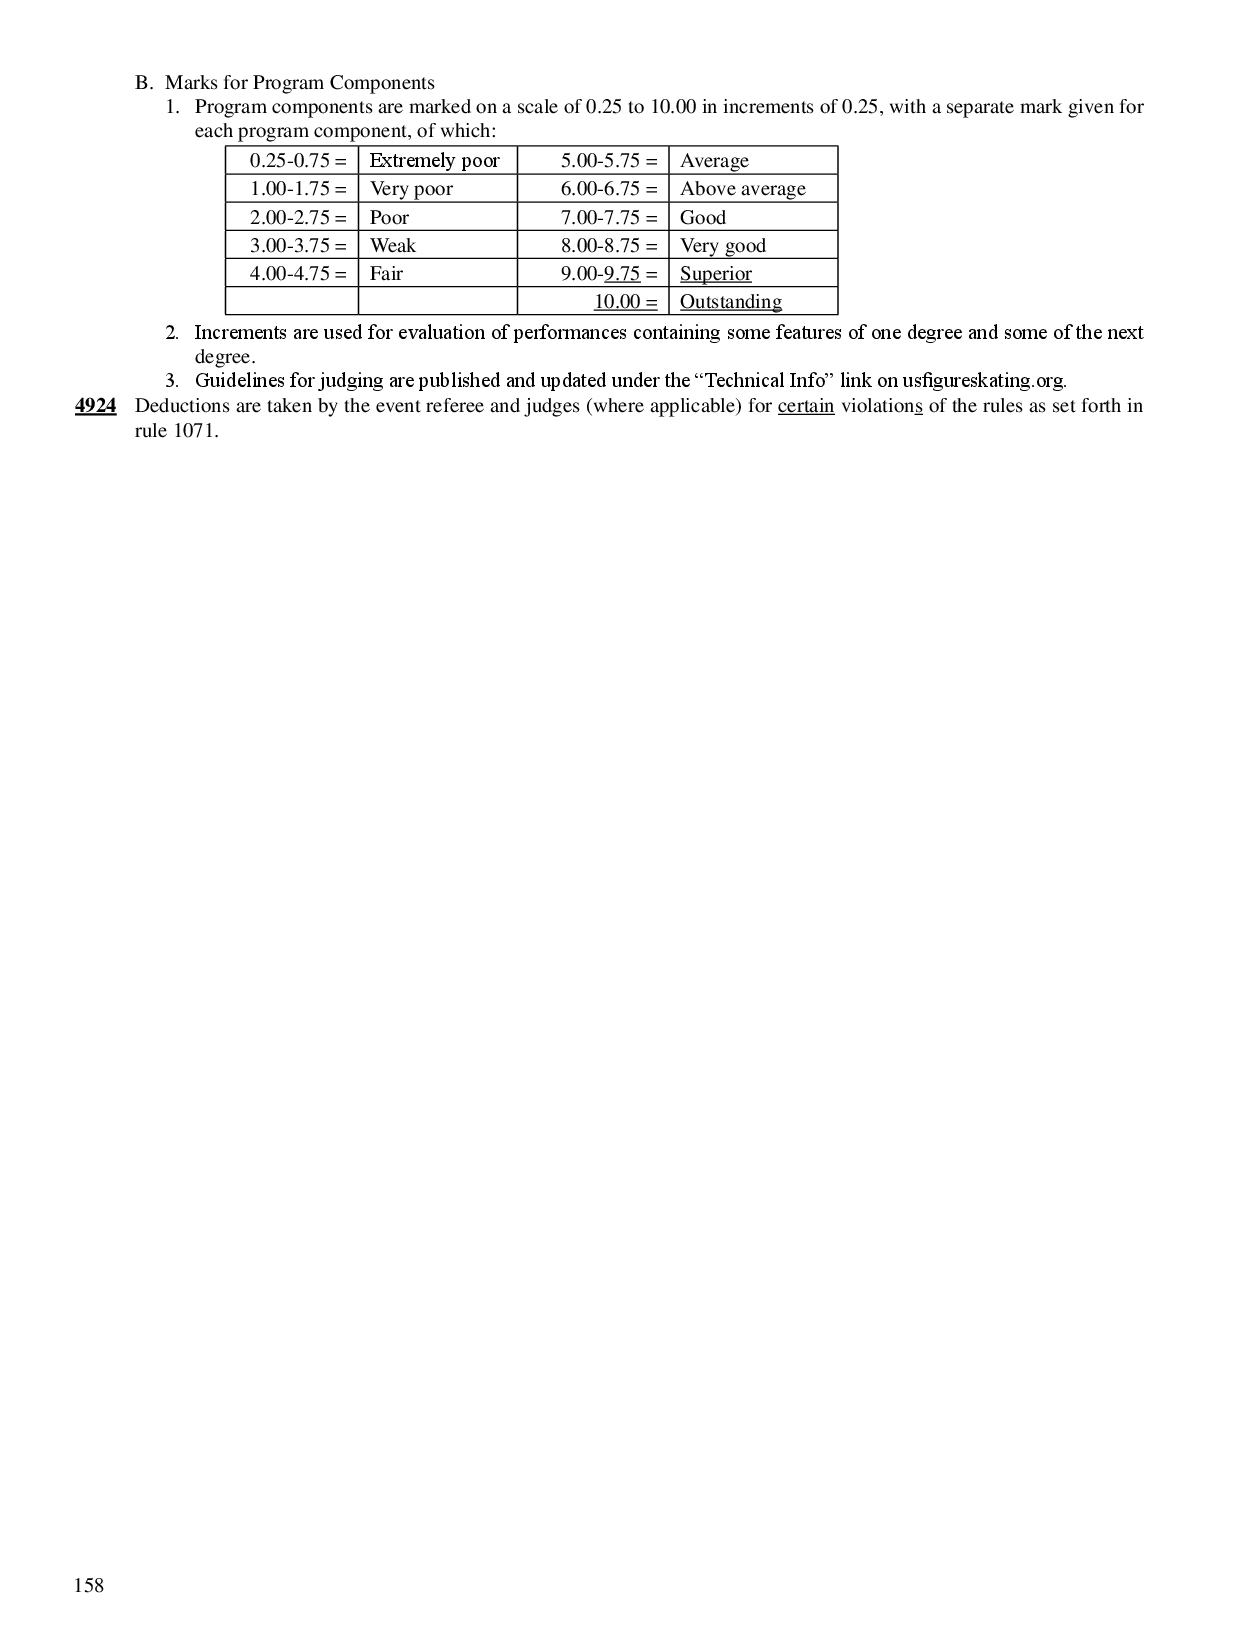 B. Marks for Program Components
1. Program components are marked on a scale of 0.25 to 10.00 in increments of 0.25, with a separate mark given for
each program component, of which:
0.25-0.75 = Extremely poor 5.00-5.75 = Average
1.00-1.75 = Very poor 6.00-6.75 = Above average
2.00-2.75 = Poor 7.00-7.75 = Good
3.00-3.75 = Weak 8.00-8.75 = Very good
4.00-4.75 = Fair 9.00-9.75 = Superior
10.00 = Outstanding
2. Increments are used for evaluation of performances containing some features of one degree and some of the next
degree.
3. Guidelines for judging are published and updated under the “Technical Info” link on usfigureskating.org.
4924 Deductions are taken by the event referee and judges (where applicable) for certain violations of the rules as set forth in
rule 1071.
158